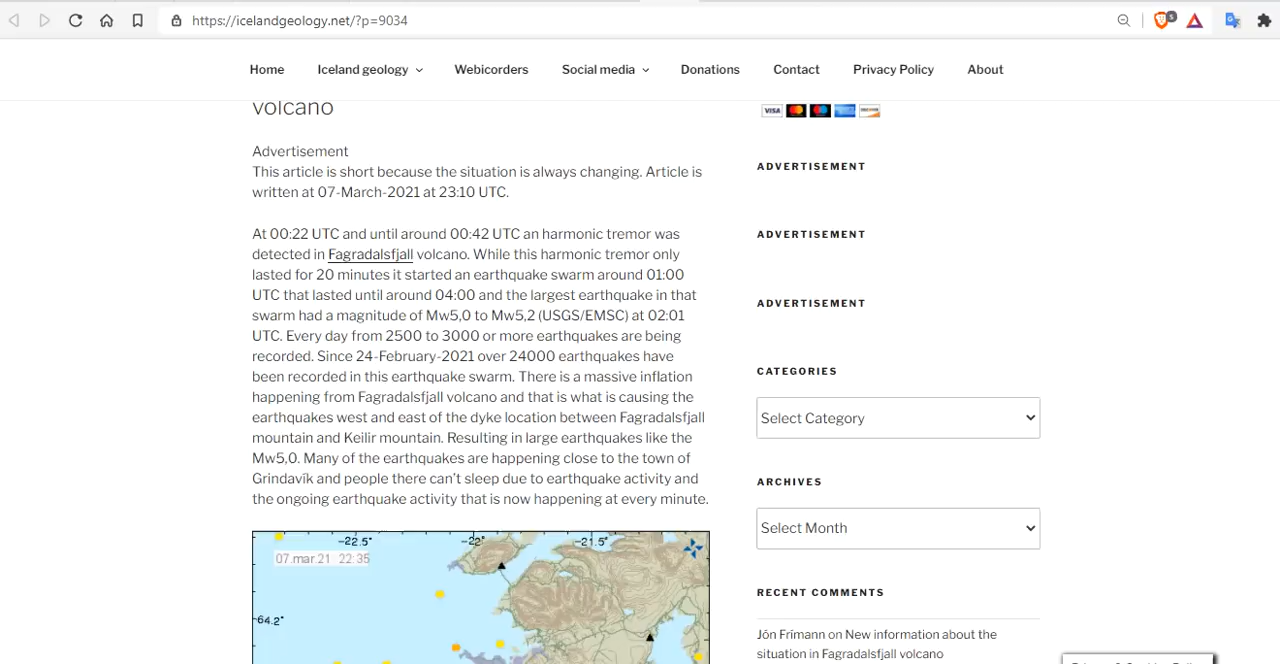 https://icelandgeology.net/?p=9034
5
Home Iceland geology Webicorders Social media Donations Contact Privacy Policy About
volcano
Advertisement
This article is short because the situation is always changing. Article is
written at 07-March-2021 at 23:10 UTC.
At 00:22 UTC and until around 00:42 UTC an harmonic tremor was
detected in Fagradalsfjall volcano. While this harmonic tremor only
lasted for 20 minutes it started an earthquake swarm around 01:00
UTC that lasted until around 04:00 and the largest earthquake in that
swarm had a magnitude of Mw5,0 to Mw5,2 (USGS/EMSC) at 02:01
UTC. Every day from 2500 to 3000 or more earthquakes are being
recorded. Since 24-February-2021 over 24000 earthquakes have
been recorded in this earthquake swarm. There is a massive inflation
happening from Fagradalsfjall volcano and that is what is causing the
earthquakes west and east of the dyke location between Fagradalsfjall
mountain and Keilir mountain. Resulting in large earthquakes like the
Mw5,0. Many of the earthquakes are happening close to the town of
Grindavík and people there can't sleep due to earthquake activity and
the ongoing earthquake activity that is now happening at every minute.
-22.5° -22° -21.5°
07.mar.21 22:35
64.2°
VISA
ADVERTISEMENT
ADVERTISEMENT
ADVERTISEMENT
CATEGORIES
Select Category
ARCHIVES
Select Month
RECENT COMMENTS
Jón Frímann on New information about the
situation in Fagradalsfjall volcano